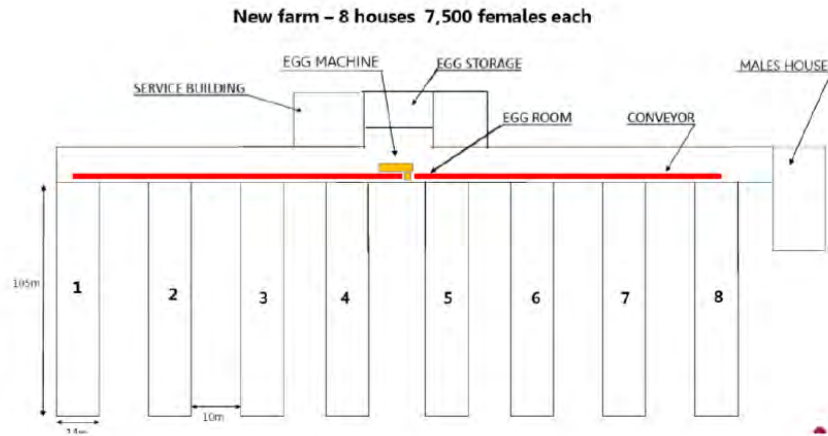 New farm – 8 houses 7,500 females each
EGG MACHINE
EGG STORAGE
MALES HOUSE
SERVICE BUILDING
EGG ROOM
CONVEYOR
105m
1
2
3
4
5
6
7
8
10m
14m